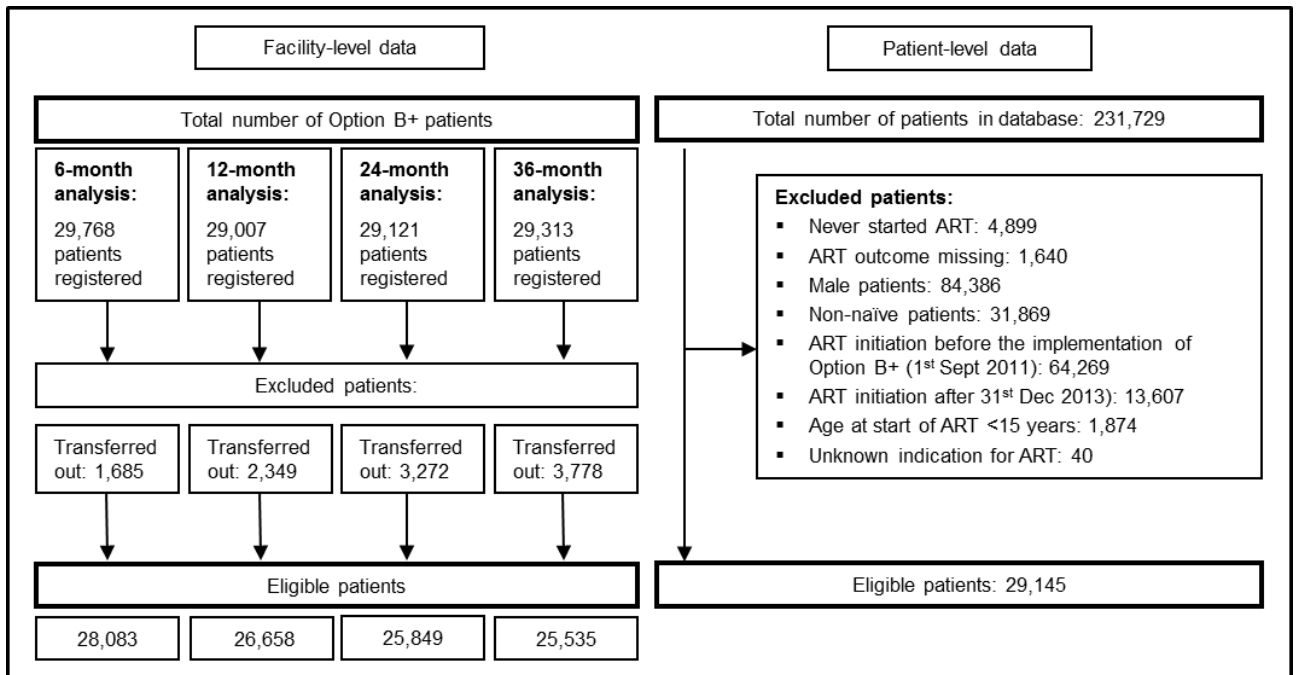 Facility-level data
Patient-level data
Total number of Option B+ patients
Total number of patients in database: 231,729
6-month
analysis:
29,768
patients
registered
12-month
analysis:
29,007
patients
registered
24-month
analysis:
29,121
patients
registered
36-month
analysis:
29,313
patients
registered
Excluded patients:
▪ Never started ART: 4,899
▪ ART outcome missing: 1,640
▪ Male patients: 84,386
▪ Non-naïve patients: 31,869
▪ ART initiation before the implementation of
Option B+ (1st Sept 2011): 64,269
▪ ART initiation after 31st Dec 2013): 13,607
▪ Age at start of ART <15 years: 1,874
▪ Unknown indication for ART: 40
Excluded patients:
Transferred
out: 1,685
Transferred
out: 2,349
Transferred
out: 3,272
Transferred
out: 3,778
Eligible patients
Eligible patients: 29,145
28,083
26,658
25,849
25,535